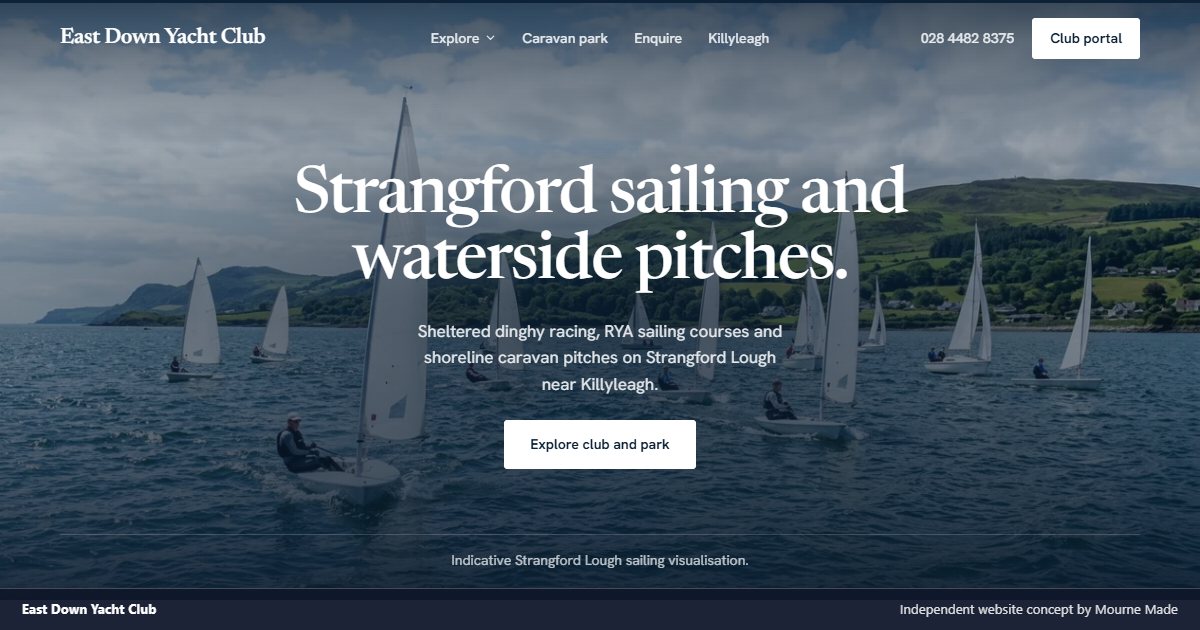 East Down Yacht Club
Explore
Caravan park
Enquire
Killyleagh
028 4482 8375
Club portal
Strangford sailing and
waterside pitches.
Sheltered dinghy racing, RYA sailing courses and
shoreline caravan pitches on Strangford Lough
near Killyleagh.
Explore club and park
Indicative Strangford Lough sailing visualisation.
East Down Yacht Club
Independent website concept by Mourne Made